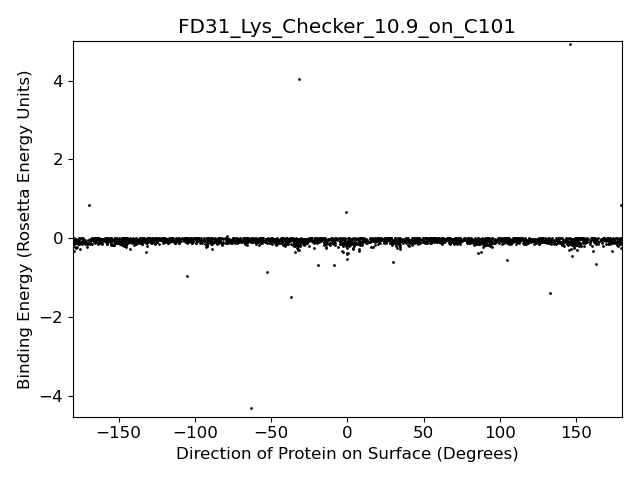 FD31_Lys_Checker_10.9_on_C101
Binding Energy (Rosetta Energy Units)
4
2
0
−2
−4
−150 −100 −50 0 50 100 150
Direction of Protein on Surface (Degrees)